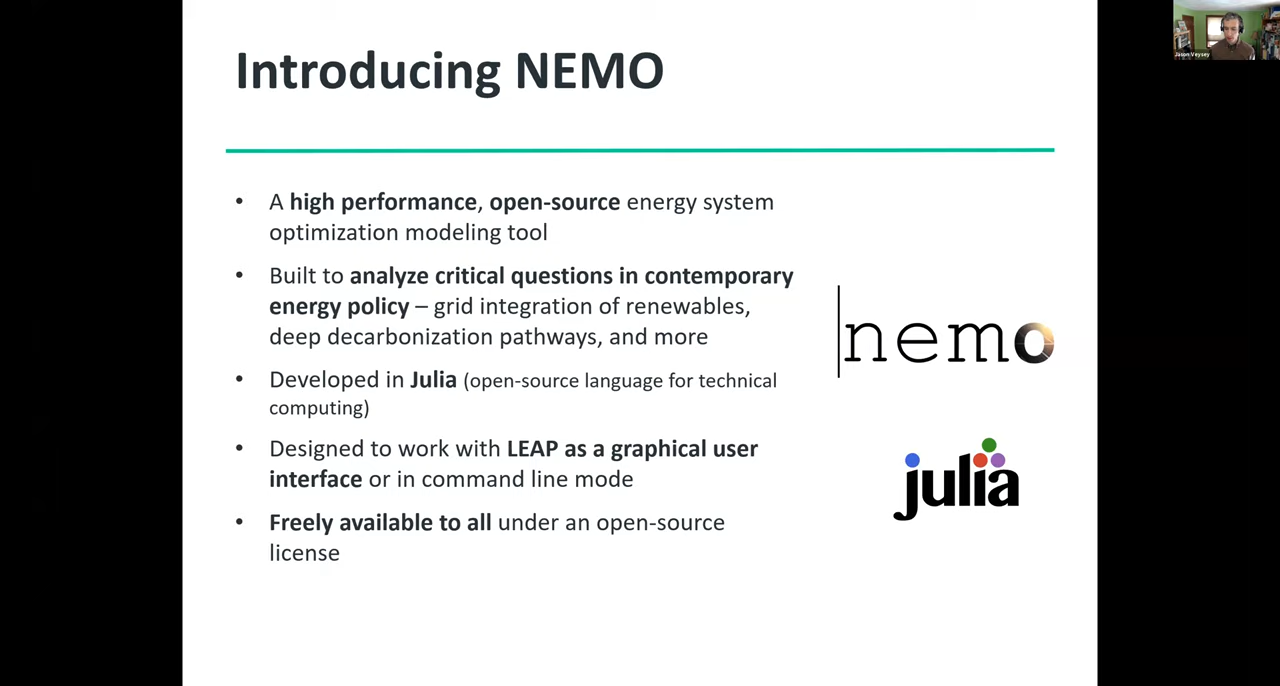 Introducing NEMO
Jason Veysey
• A high performance, open-source energy system
optimization modeling tool
• Built to analyze critical questions in contemporary
energy policy – grid integration of renewables,
deep decarbonization pathways, and more
• Developed in Julia (open-source language for technical
computing)
• Designed to work with LEAP as a graphical user
interface or in command line mode
• Freely available to all under an open-source
license
nemo
julia